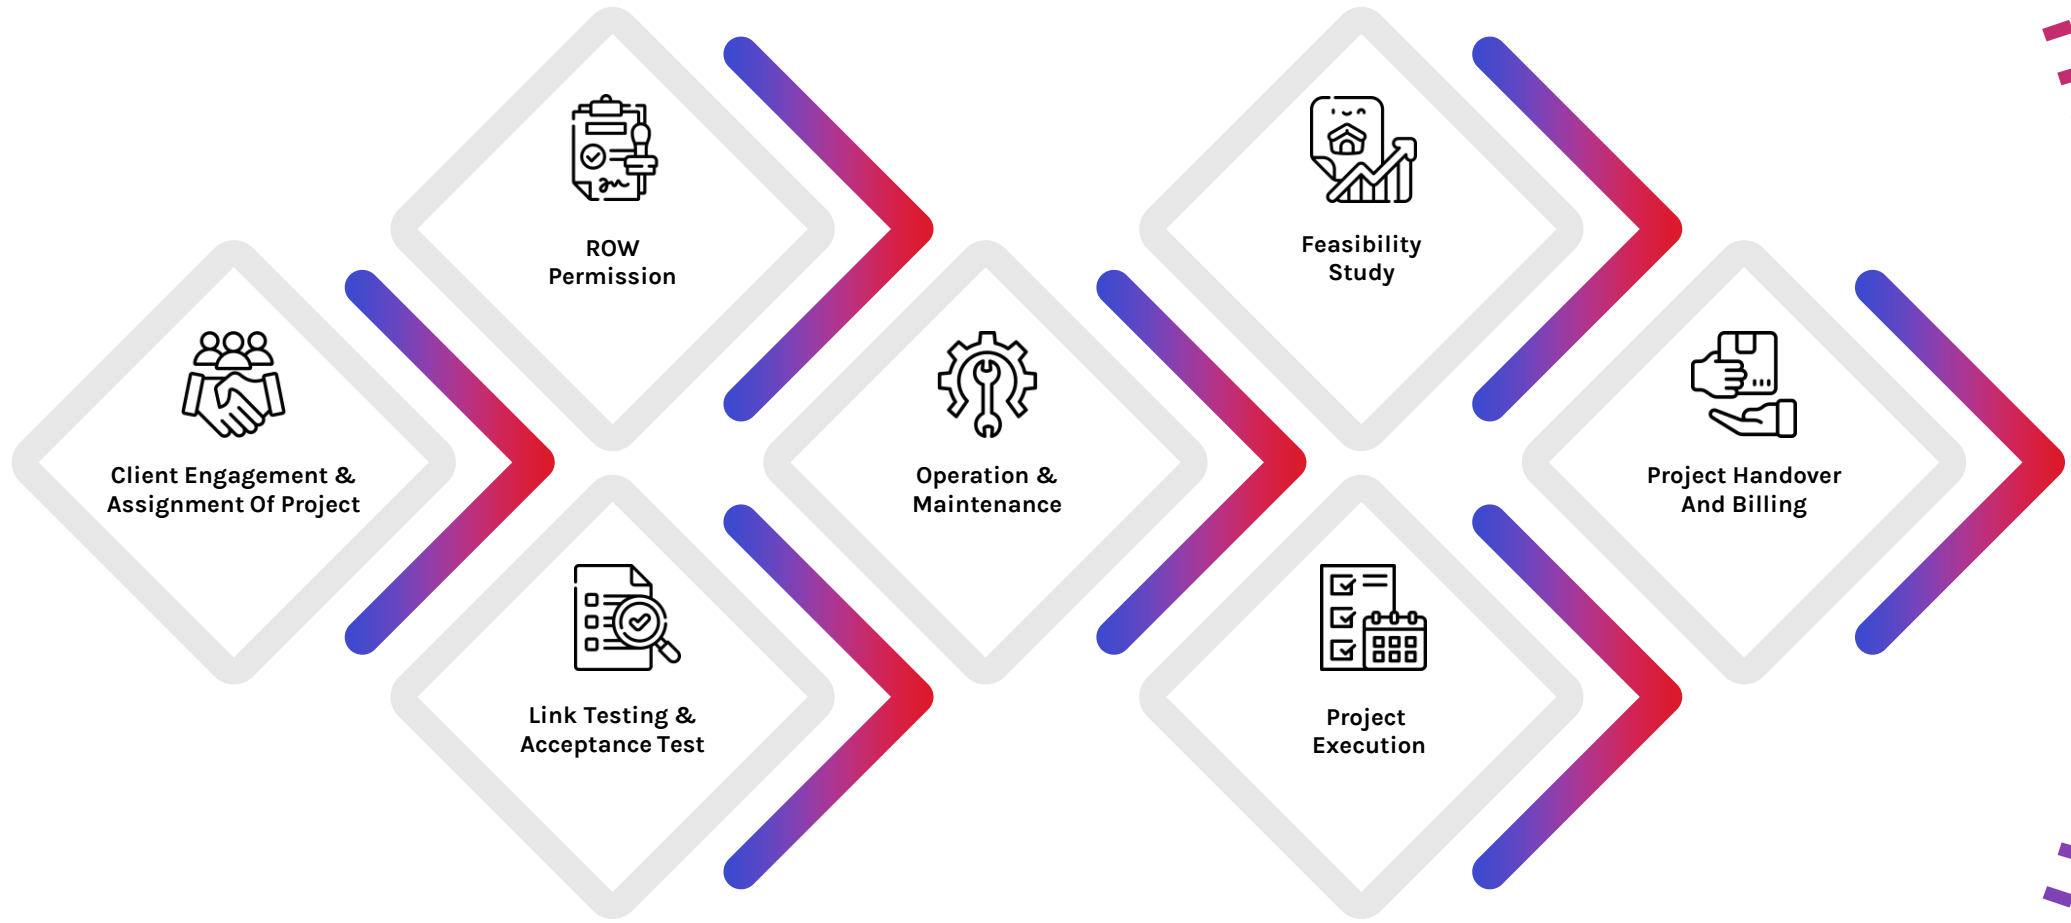 ROW
Permission
Feasibility
Study
Client Engagement &
Assignment Of Project
Operation &
Maintenance
Project Handover
And Billing
Link Testing &
Acceptance Test
Project
Execution